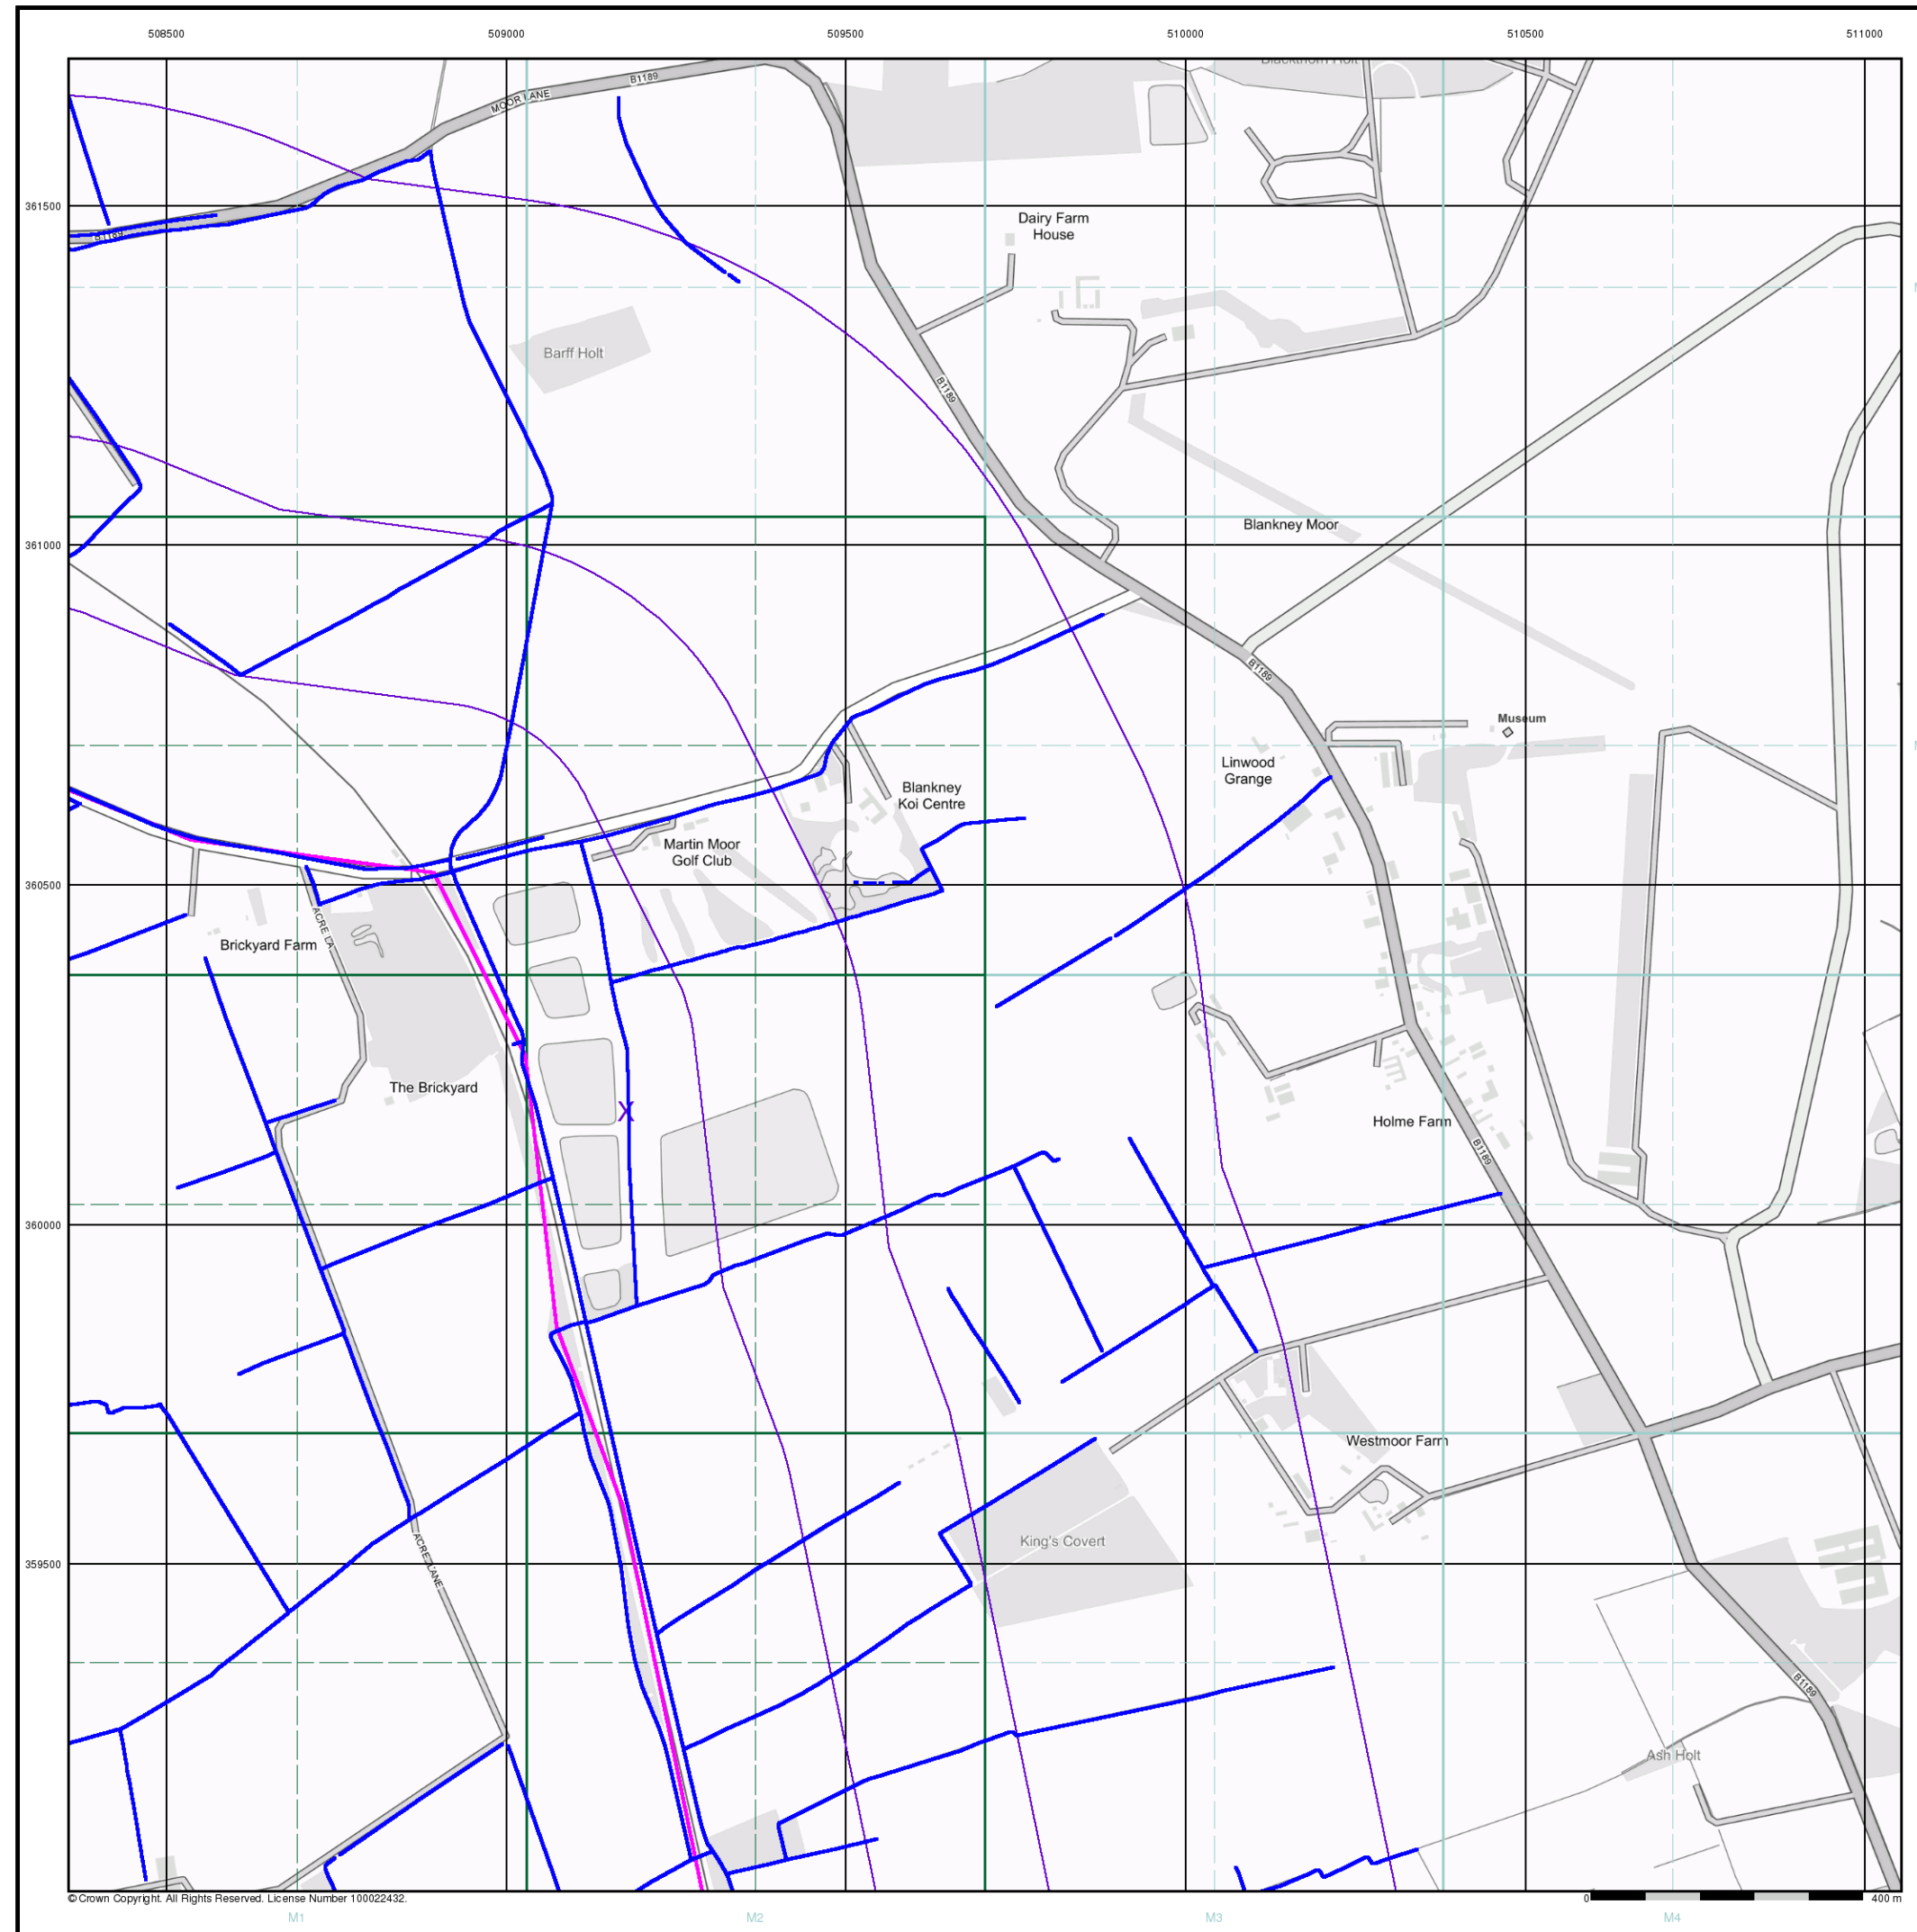 508500 509000 509500 510000 510500 511000
Blackthorn Holt
B1189
MOOR LANE
361500
Dairy Farm
House
B1189
Barff Holt
B1189
Blankney Moor
361000
B1189
Museum
Linwood
Grange
Blankney
Koi Centre
Martin Moor
Golf Club
360500
ACRE LA
Brickyard Farm
The Brickyard
X
Holme Farm
B1189
360000
Westmoor Farm
King's Covert
359500
ACRE LANE
B1189
Ash Holt
© Crown Copyright. All Rights Reserved. License Number 100022432.
0 400 m
M1 M2 M3 M4